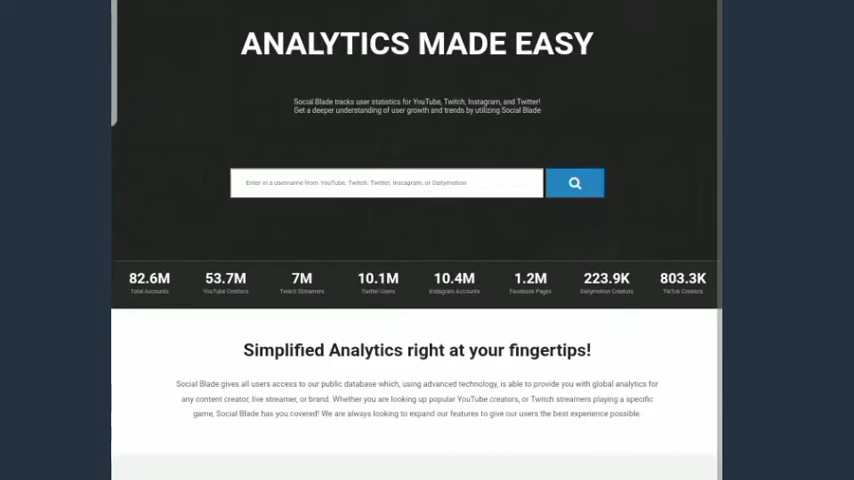 ANALYTICS MADE EASY
Social Blade tracks user statistics for YouTube, Twitch, Instagram, and Twitter!
Get a deeper understanding of user growth and trends by utilizing Social Blade
Enter in a username from YouTube, Twitch, Twitter, Instagram, or Dailymotion
82.6M 53.7M 7M 10.1M 10.4M 1.2M 223.9K 803.3K
Total Accounts YouTube Creators Twitch Streamers Twitter Users Instagram Accounts Facebook Pages Dailymotion Creators TikTok Creators
Simplified Analytics right at your fingertips!
Social Blade gives all users access to our public database which, using advanced technology, is able to provide you with global analytics for
any content creator, live streamer, or brand. Whether you are looking up popular YouTube creators, or Twitch streamers playing a specific
game, Social Blade has you covered! We are always looking to expand our features to give our users the best experience possible.